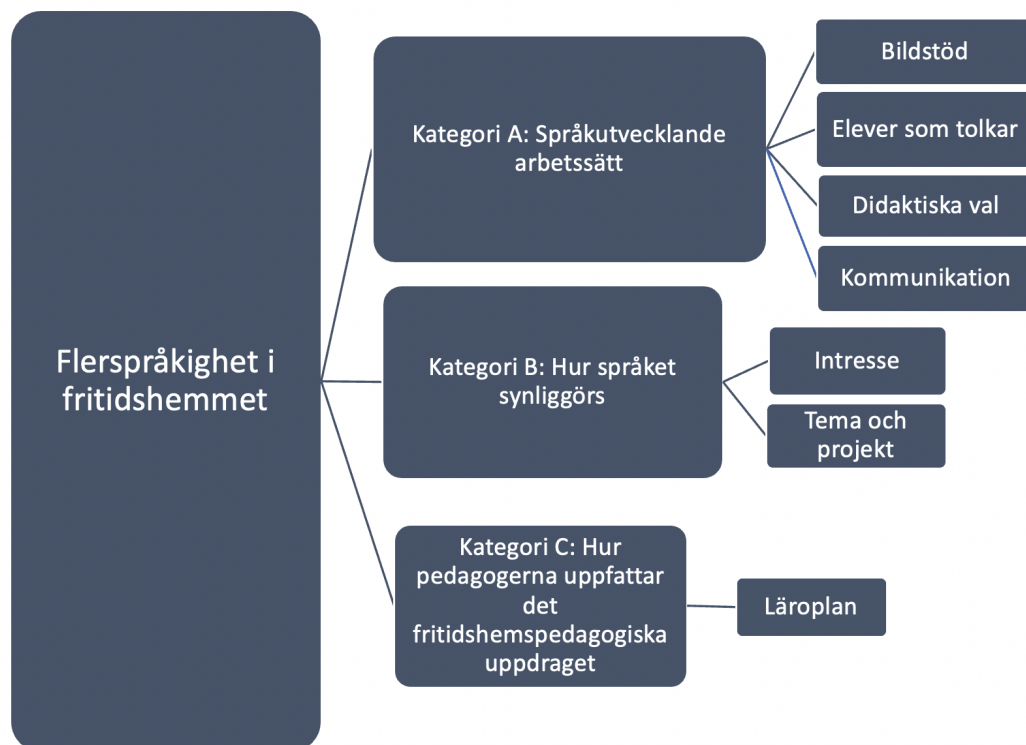 Flerspråkighet i
fritidshemmet
Kategori A: Språkutvecklande
arbetssätt
Bildstöd
Elever som tolkar
Didaktiska val
Kommunikation
Kategori B: Hur språket
synliggörs
Intresse
Tema och
projekt
Kategori C: Hur
pedagogerna uppfattar
det
fritidshemspedagogiska
uppdraget
Läroplan